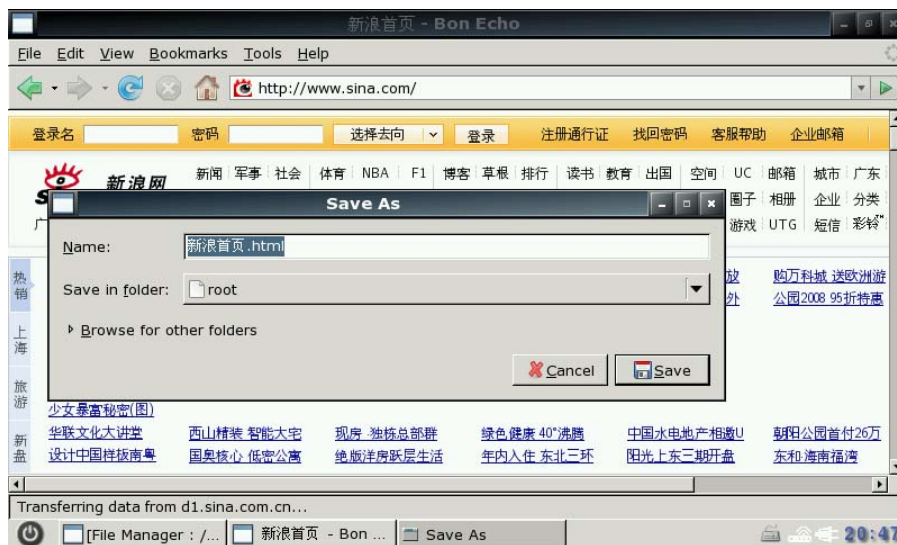 新浪首页 - Bon Echo
File Edit View Bookmarks Tools Help
http://www.sina.com/
登录名 密码 选择去向 登录 注册通行证 找回密码 客服帮助 企业邮箱
新浪网
新闻 军事 社会 体育 NBA F1 博客 草根 排行 读书 教育 出国 空间 UC 邮箱 城市 广东
圈子 相册 企业 分类
游戏 UTG 短信 彩铃
Save As
Name: 新浪首页.html
Save in folder: root
Browse for other folders
Cancel Save
热销
上海
旅游
新盘
放 购万科城 送欧洲游
外 公园2008 95折特惠
少女暴富秘密(图)
华联文化大讲堂 西山精装 智能大宅 现房 独栋总部群 绿色健康 40°沸腾 中国水电地产相邀U 朝阳公园首付26万
设计中国样板南粤 国奥核心 低密公寓 绝版洋房跃层生活 年内入住 东北三环 阳光上东三期开盘 东和 海南福湾
Transferring data from d1.sina.com.cn...
[File Manager : /... 新浪首页 - Bon ... Save As 20:47